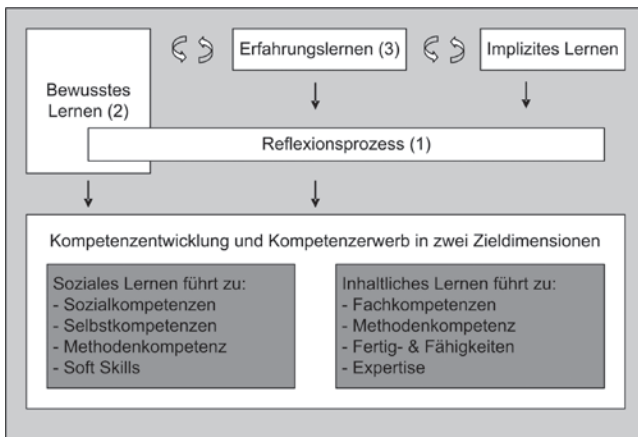 Erfahrungslernen (3)
Implizites Lernen
Bewusstes
Lernen (2)
Reflexionsprozess (1)
Kompetenzentwicklung und Kompetenzerwerb in zwei Zieldimensionen
Soziales Lernen führt zu:
- Sozialkompetenzen
- Selbstkompetenzen
- Methodenkompetenz
- Soft Skills
Inhaltliches Lernen führt zu:
- Fachkompetenzen
- Methodenkompetenz
- Fertig- & Fähigkeiten
- Expertise